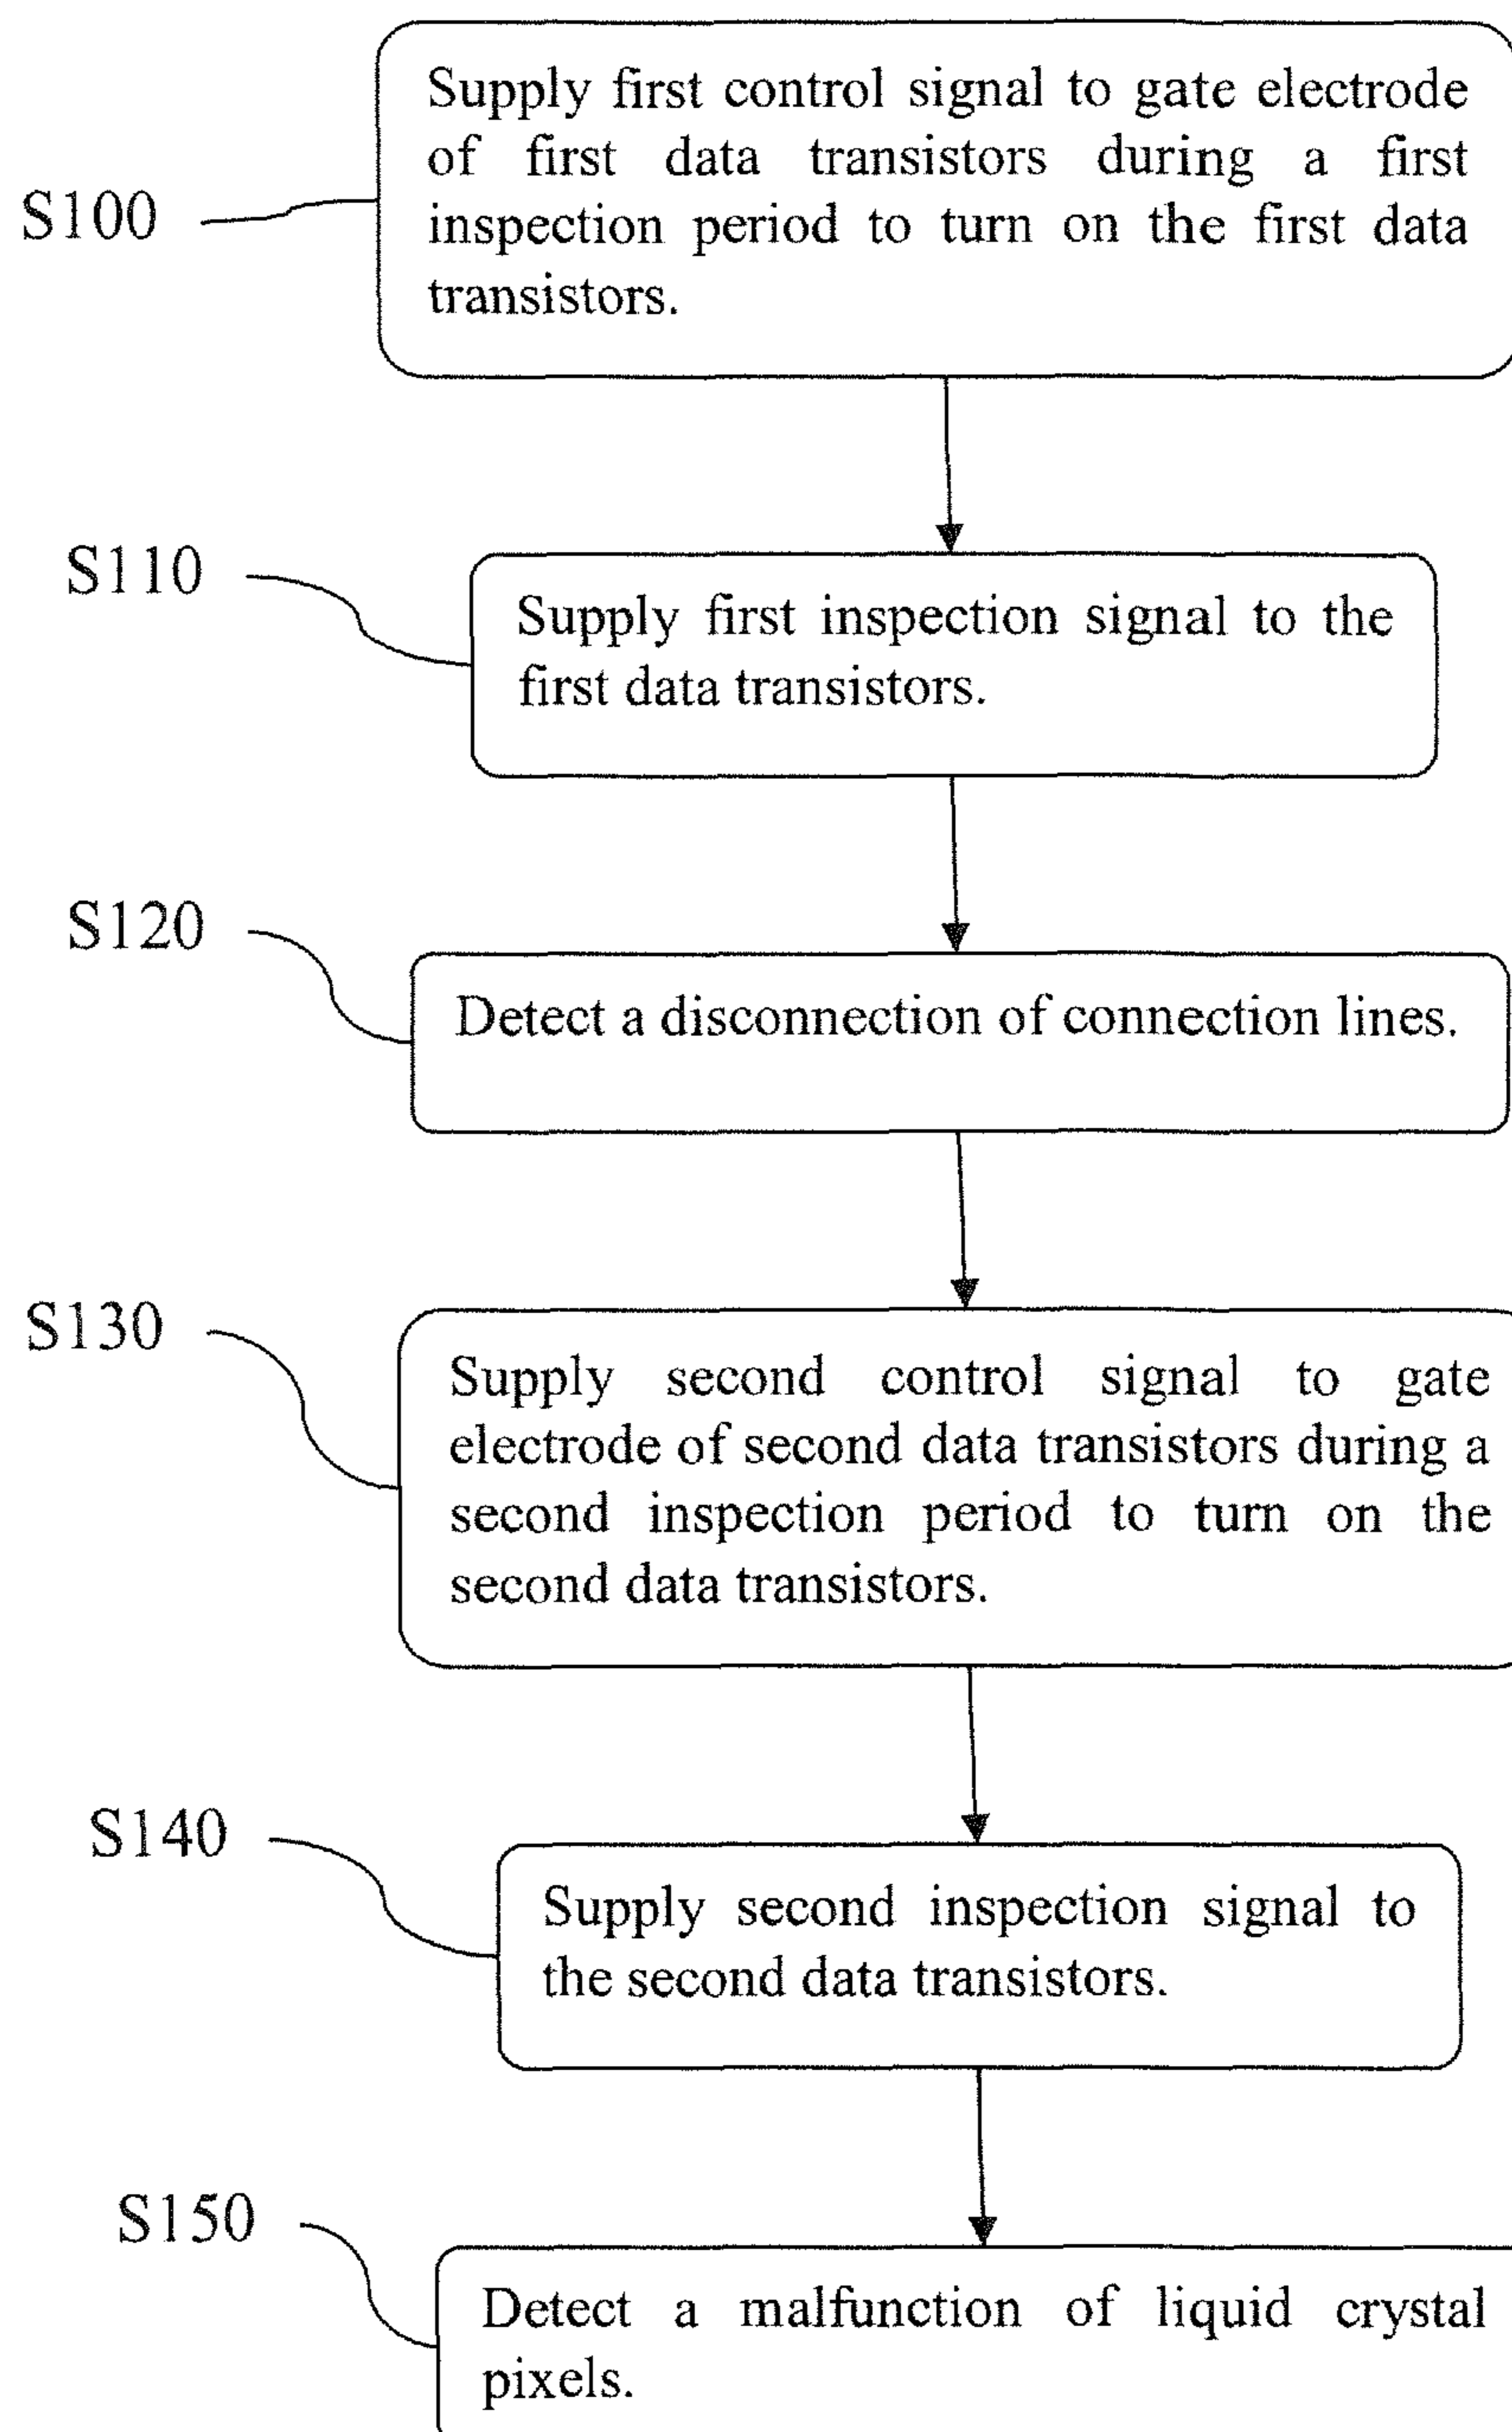 Supply first control signal to gate electrode
of first data transistors during a first
S100
inspection period to turn on the first data
transistors.
S110
Supply first inspection signal to the
first data transistors.
S120
Detect a disconnection of connection lines.
S130
Supply second control signal to gate
electrode of second data transistors during a
second inspection period to turn on the
second data transistors.
S140
Supply second inspection signal to
the second data transistors.
S150
Detect a malfunction of liquid crystal
pixels.